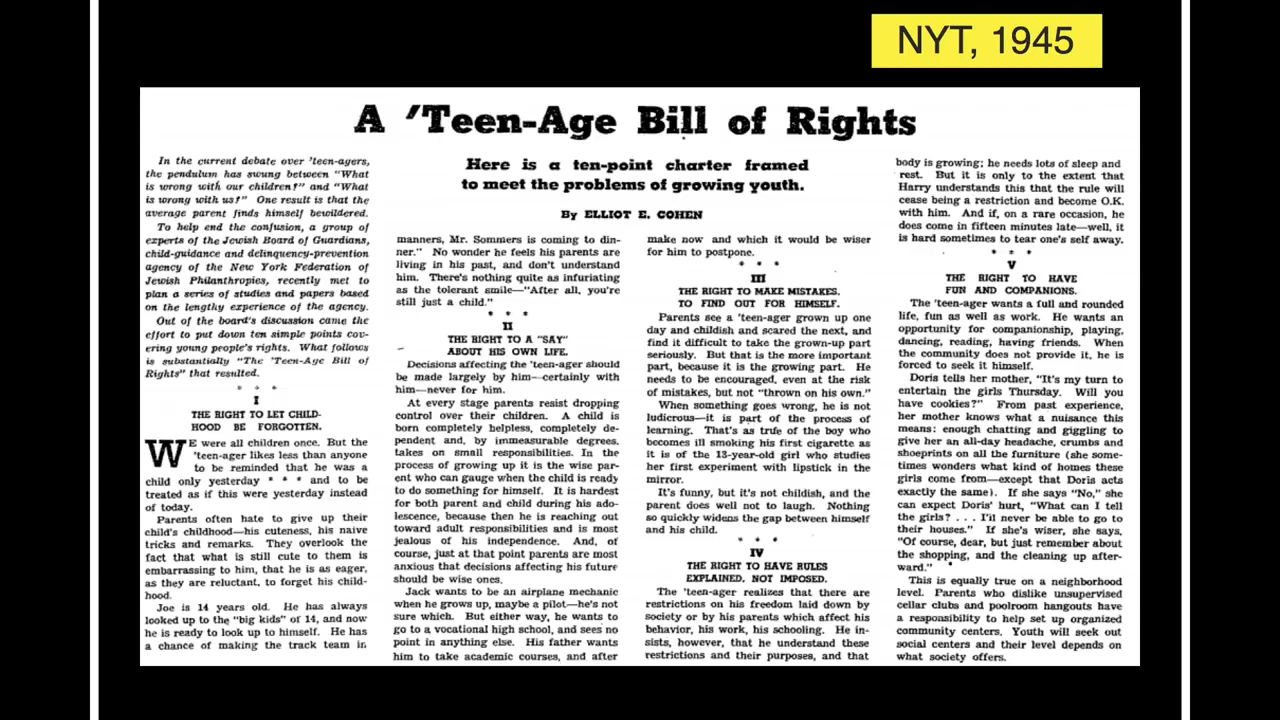 NYT, 1945
A 'Teen-Age Bill of Rights
Here is a ten-point charter framed
to meet the problems of growing youth.
By ELLIOT E. COHEN
In the current debate over 'teen-agers,
the pendulum has swung between "What
is wrong with our children?" and "What
is wrong with us?" One result is that the
average parent finds himself bewildered.
To help end the confusion, a group of
experts of the Jewish Board of Guardians,
child-guidance and delinquency-prevention
agency of the New York Federation of
Jewish Philanthropies, recently met to
plan a series of studies and papers based
on the lengthy experience of the agency.
Out of the board's discussion came the
effort to put down ten simple points cov-
ering young people's rights. What follows
is substantially "The 'Teen-Age Bill of
Rights" that resulted.
* * *
I
THE RIGHT TO LET CHILD-
HOOD BE FORGOTTEN.
WE were all children once. But the
'teen-ager likes less than anyone
to be reminded that he was a
child only yesterday * * * and to be
treated as if this were yesterday instead
of today.
Parents often hate to give up their
child's childhood—his cuteness, his naive
tricks and remarks. They overlook the
fact that what is still cute to them is
embarrassing to him, that he is as eager,
as they are reluctant, to forget his child-
hood.
Joe is 14 years old. He has always
looked up to the "big kids" of 14, and now
he is ready to look up to himself. He has
a chance of making the track team in
manners, Mr. Sommers is coming to din-
ner." No wonder he feels his parents are
living in his past, and don't understand
him. There's nothing quite as infuriating
as the tolerant smile—"After all, you're
still just a child."
* * *
II
THE RIGHT TO A "SAY"
ABOUT HIS OWN LIFE.
Decisions affecting the 'teen-ager should
be made largely by him—certainly with
him—never for him.
At every stage parents resist dropping
control over their children. A child is
born completely helpless, completely de-
pendent and, by immeasurable degrees,
takes on small responsibilities. In the
process of growing up it is the wise par-
ent who can gauge when the child is ready
to do something for himself. It is hardest
for both parent and child during his ado-
lescence, because then he is reaching out
toward adult responsibilities and is most
jealous of his independence. And, of
course, just at that point parents are most
anxious that decisions affecting his future
should be wise ones.
Jack wants to be an airplane mechanic
when he grows up, maybe a pilot—he's not
sure which. But either way, he wants to
go to a vocational high school, and sees no
point in anything else. His father wants
him to take academic courses, and after
make now and which it would be wiser
for him to postpone.
* * *
III
THE RIGHT TO MAKE MISTAKES,
TO FIND OUT FOR HIMSELF.
Parents see a 'teen-ager grown up one
day and childish and scared the next, and
find it difficult to take the grown-up part
seriously. But that is the more important
part, because it is the growing part. He
needs to be encouraged, even at the risk
of mistakes, but not "thrown on his own."
When something goes wrong, he is not
ludicrous—it is part of the process of
learning. That's as true of the boy who
becomes ill smoking his first cigarette as
it is of the 13-year-old girl who studies
her first experiment with lipstick in the
mirror.
It's funny, but it's not childish, and the
parent does well not to laugh. Nothing
so quickly widens the gap between himself
and his child.
* * *
IV
THE RIGHT TO HAVE RULES
EXPLAINED, NOT IMPOSED.
The 'teen-ager realizes that there are
restrictions on his freedom laid down by
society or by his parents which affect his
behavior, his work, his schooling. He in-
sists, however, that he understand these
restrictions and their purposes, and that
body is growing; he needs lots of sleep and
rest. But it is only to the extent that
Harry understands this that the rule will
cease being a restriction and become O.K.
with him. And if, on a rare occasion, he
does come in fifteen minutes late—well, it
is hard sometimes to tear one's self away.
* * *
V
THE RIGHT TO HAVE
FUN AND COMPANIONS.
The 'teen-ager wants a full and rounded
life, fun as well as work. He wants an
opportunity for companionship, playing,
dancing, reading, having friends. When
the community does not provide it, he is
forced to seek it himself.
Doris tells her mother, "It's my turn to
entertain the girls Thursday. Will you
have cookies?" From past experience,
her mother knows what a nuisance this
means: enough chatting and giggling to
give her an all-day headache, crumbs and
shoeprints on all the furniture (she some-
times wonders what kind of homes these
girls come from—except that Doris acts
exactly the same). If she says "No," she
can expect Doris' hurt, "What can I tell
the girls? . . . I'll never be able to go to
their houses." If she's wiser, she says,
"Of course, dear, but just remember about
the shopping, and the cleaning up after-
ward."
This is equally true on a neighborhood
level. Parents who dislike unsupervised
cellar clubs and poolroom hangouts have
a responsibility to help set up organized
community centers. Youth will seek out
social centers and their level depends on
what society offers.